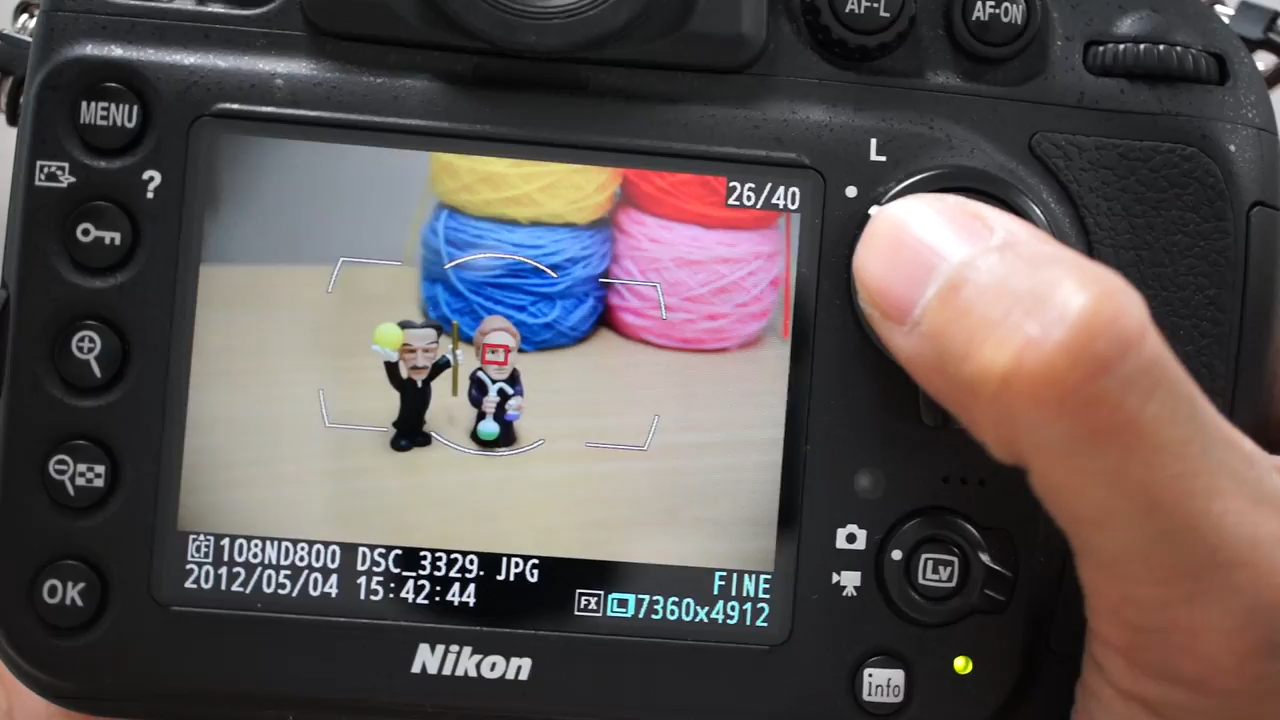 AF-L
AF-ON
MENU
L
?
26/40
CF 108ND800 DSC_3329.JPG
2012/05/04 15:42:44
FINE
FX L 7360x4912
OK
Lv
Nikon
info